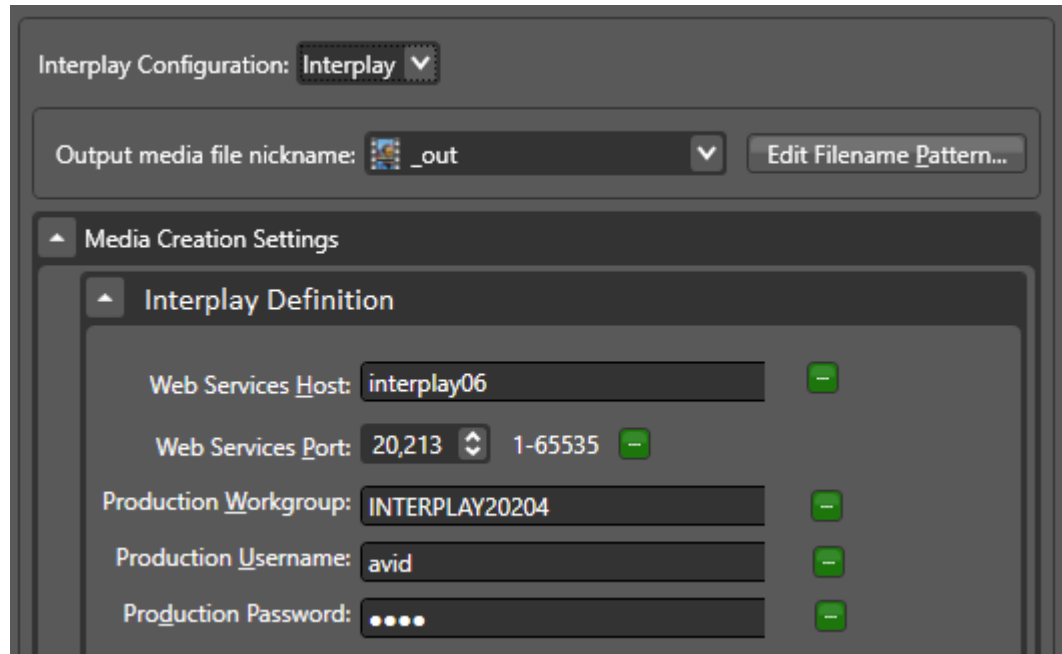 Interplay Configuration: Interplay
Output media file nickname: _out Edit Filename Pattern...
Media Creation Settings
Interplay Definition
Web Services Host: interplay06
Web Services Port: 20,213 1-65535
Production Workgroup: INTERPLAY20204
Production Username: avid
Production Password: ●●●●